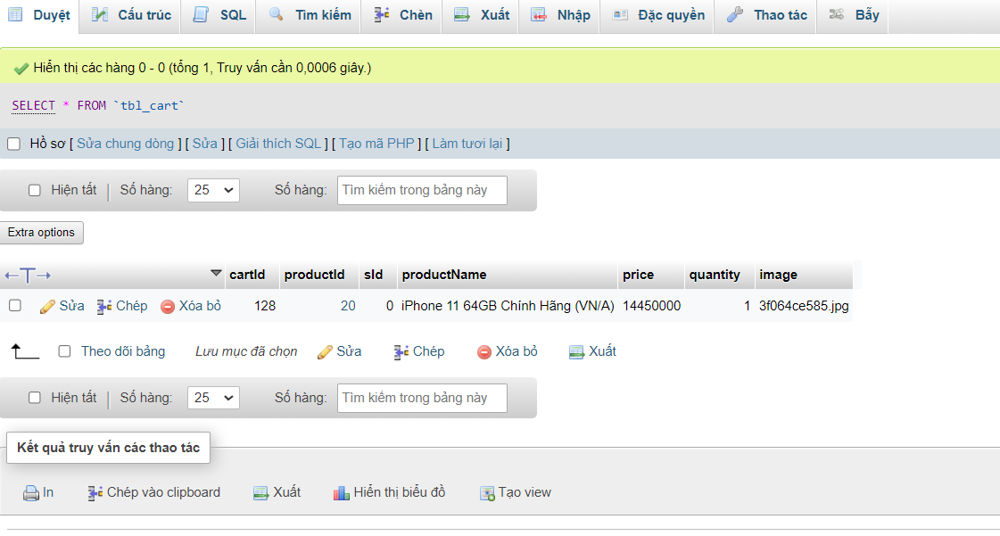 Duyệt Cấu trúc SQL Tìm kiếm Chèn Xuất Nhập Đặc quyền Thao tác Bẫy
Hiển thị các hàng 0 - 0 (tổng 1, Truy vấn cần 0,0006 giây.)
SELECT * FROM `tbl_cart`
Hồ sơ [ Sửa chung dòng ] [ Sửa ] [ Giải thích SQL ] [ Tạo mã PHP ] [ Làm tươi lại ]
Hiện tất | Số hàng: 25 Số hàng: Tìm kiếm trong bảng này
Extra options
←T→ cartId productId sId productName price quantity image
Sửa Chép Xóa bỏ 128 20 0 iPhone 11 64GB Chính Hãng (VN/A) 14450000 1 3f064ce585.jpg
Theo dõi bảng Lưu mục đã chọn Sửa Chép Xóa bỏ Xuất
Hiện tất | Số hàng: 25 Số hàng: Tìm kiếm trong bảng này
Kết quả truy vấn các thao tác
In Chép vào clipboard Xuất Hiển thị biểu đồ Tạo view